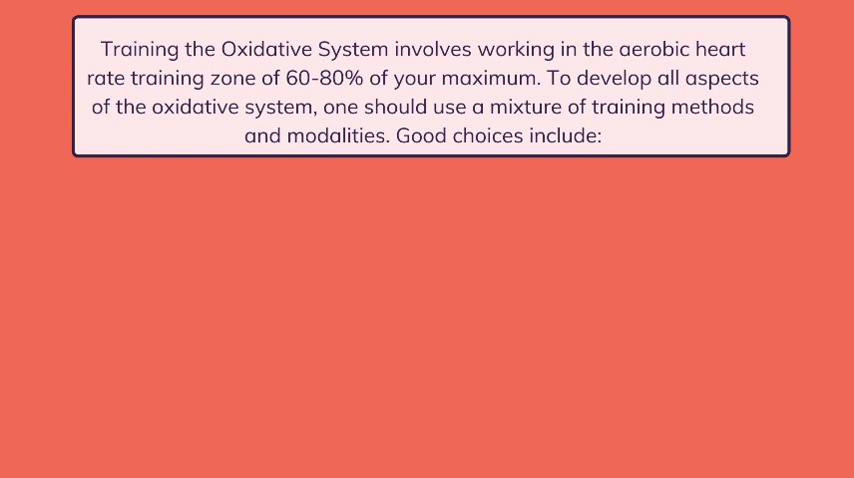 Training the Oxidative System involves working in the aerobic heart
rate training zone of 60-80% of your maximum. To develop all aspects
of the oxidative system, one should use a mixture of training methods
and modalities. Good choices include: